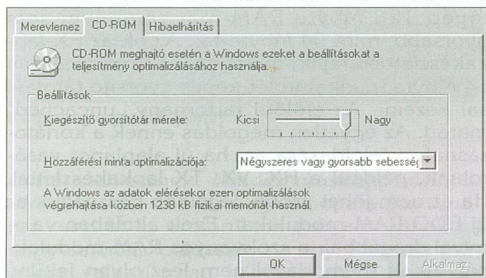 Merevlemez CD-ROM Hibaelhárítás
CD-ROM meghajtó esetén a Windows ezeket a beállításokat a
teljesítmény optimalizálásához használja.
Beállítások
Kiegészítő gyorsítótár mérete: Kicsi Nagy
Hozzáférési minta optimalizációja: Négyszeres vagy gyorsabb sebesség
A Windows az adatok elérésekor ezen optimalizálások
végrehajtása közben 1238 kB fizikai memóriát használ.
OK Mégse Alkalmaz